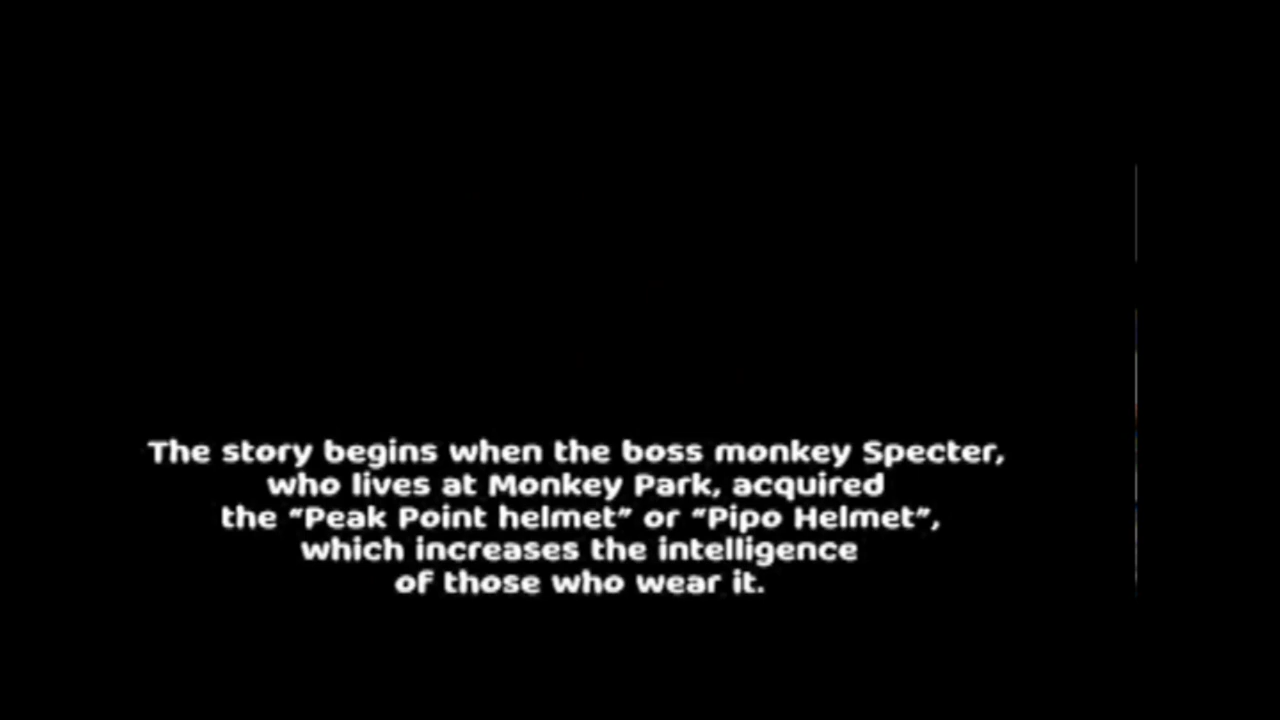 The story begins when the boss monkey Specter,
who lives at Monkey Park, acquired
the “Peak Point helmet” or “Pipo Helmet”,
which increases the intelligence
of those who wear it.